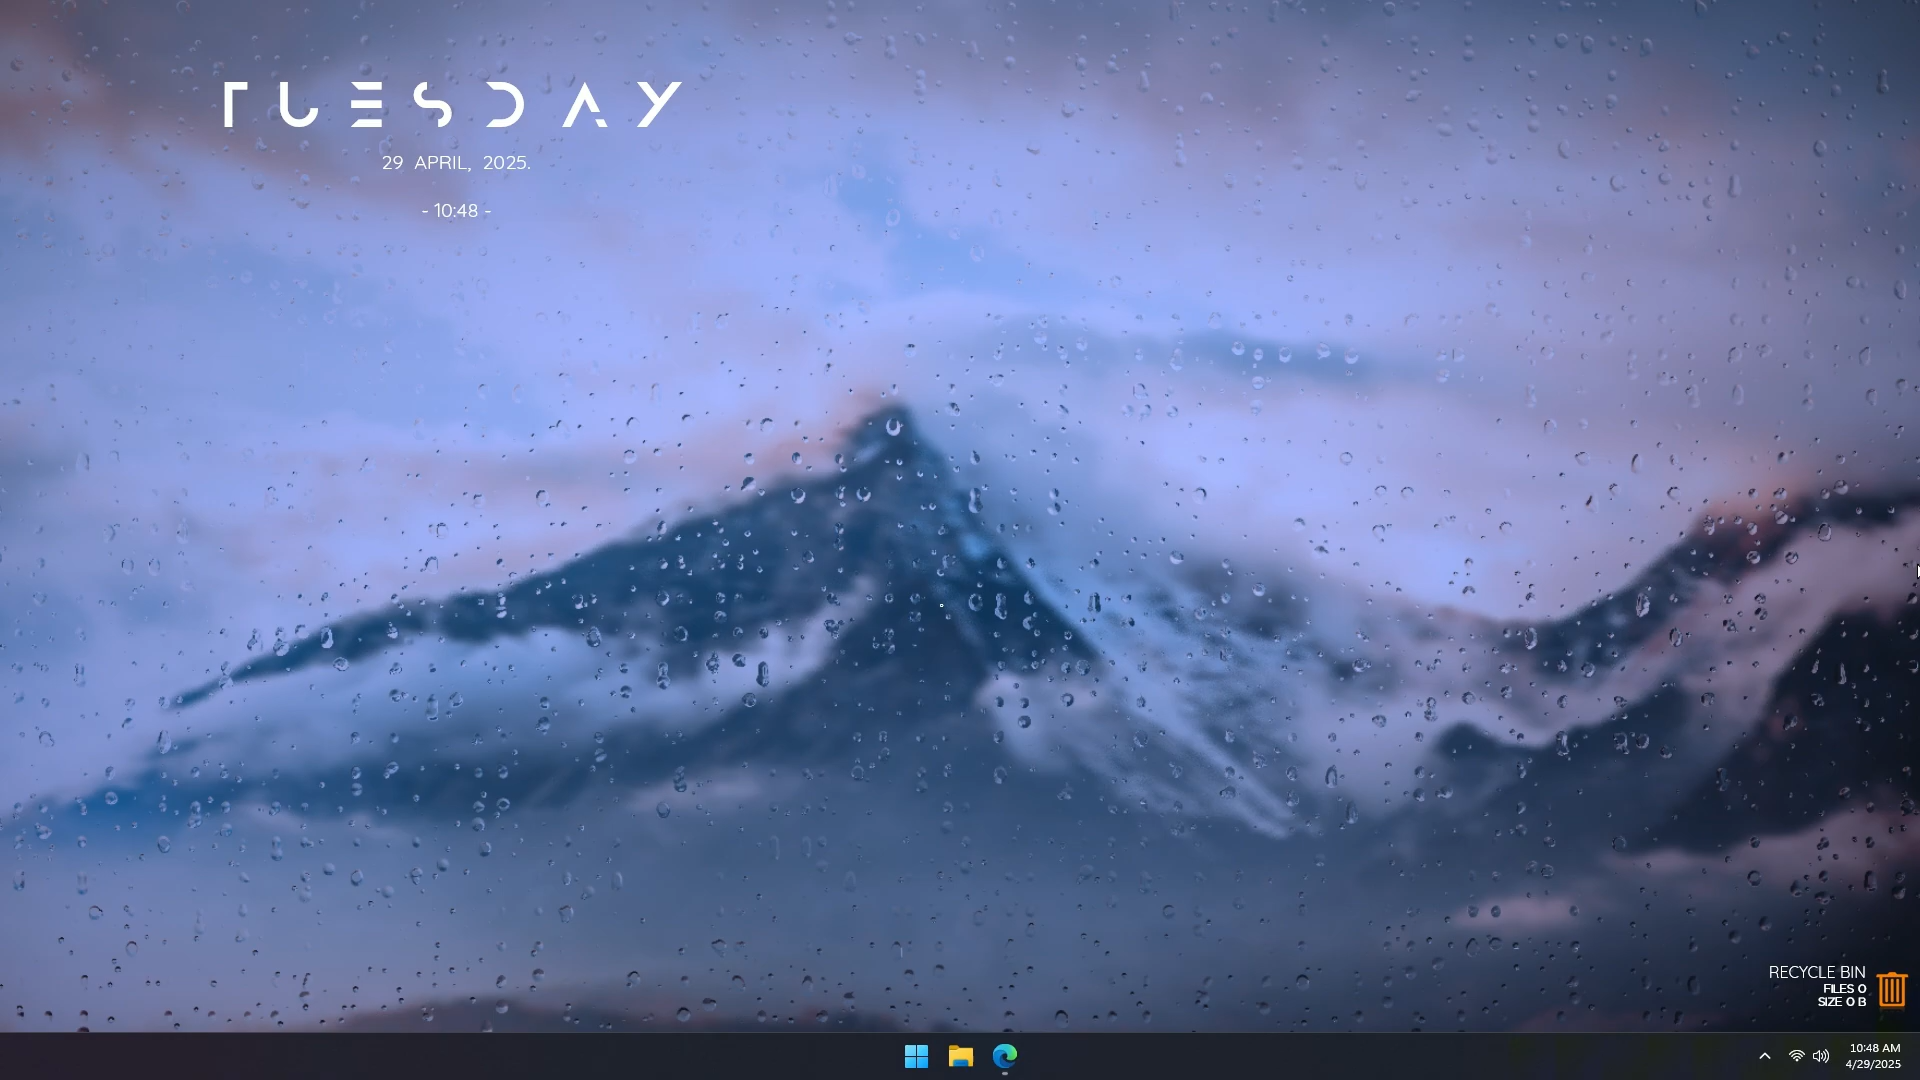 TUESDAY
29 APRIL, 2025.
- 10:48 -
RECYCLE BIN
FILES 0
SIZE 0 B
10:48 AM
4/29/2025